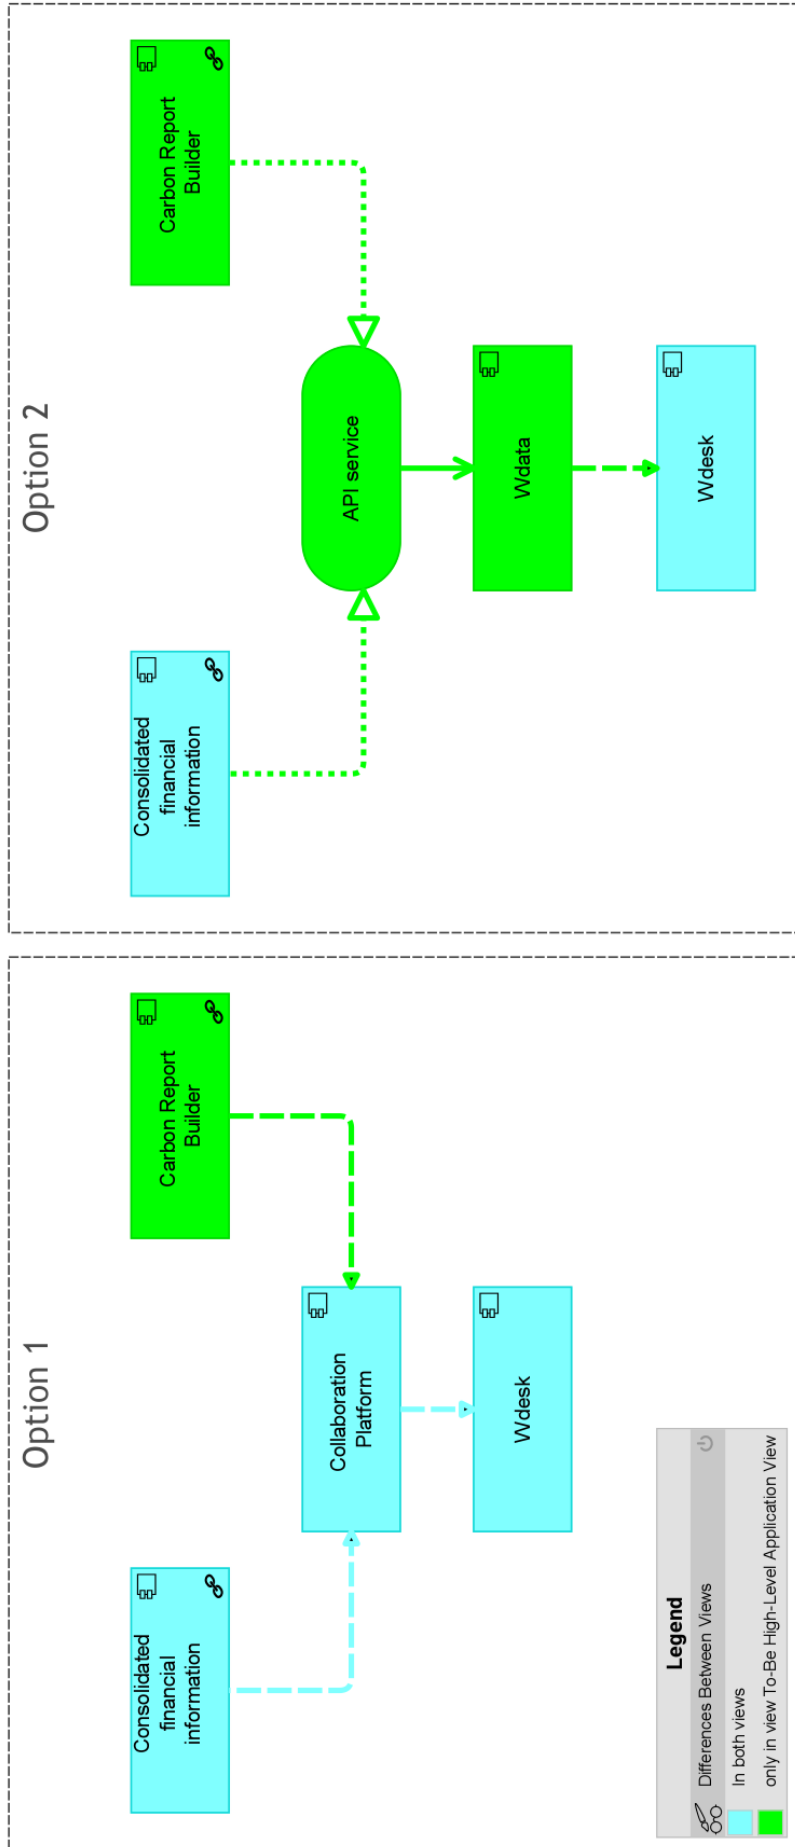 Option 1
Consolidated
financial
information
Carbon Report
Builder
Collaboration
Platform
Wdesk
Legend
Differences Between Views
In both views
only in view To-Be High-Level Application View
Option 2
Consolidated
financial
information
Carbon Report
Builder
API service
Wdata
Wdesk